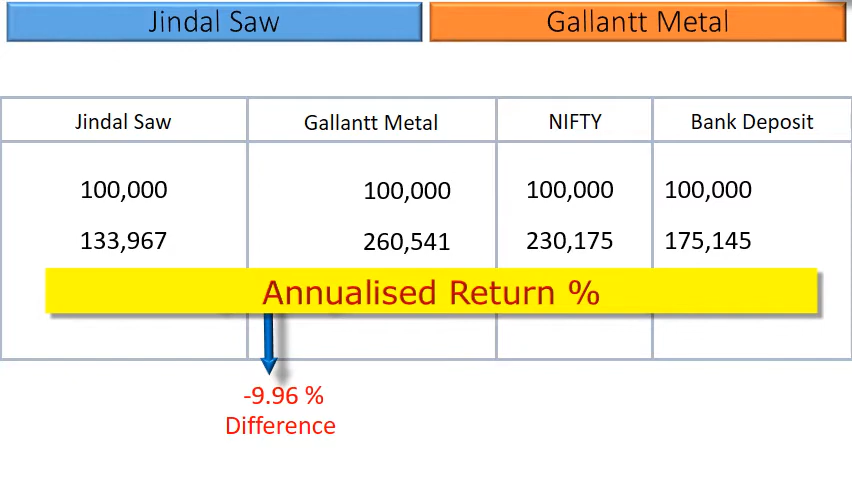 Jindal Saw Gallantt Metal
Jindal Saw Gallantt Metal NIFTY Bank Deposit
100,000 100,000 100,000 100,000
133,967 260,541 230,175 175,145
Annualised Return %
-9.96 %
Difference